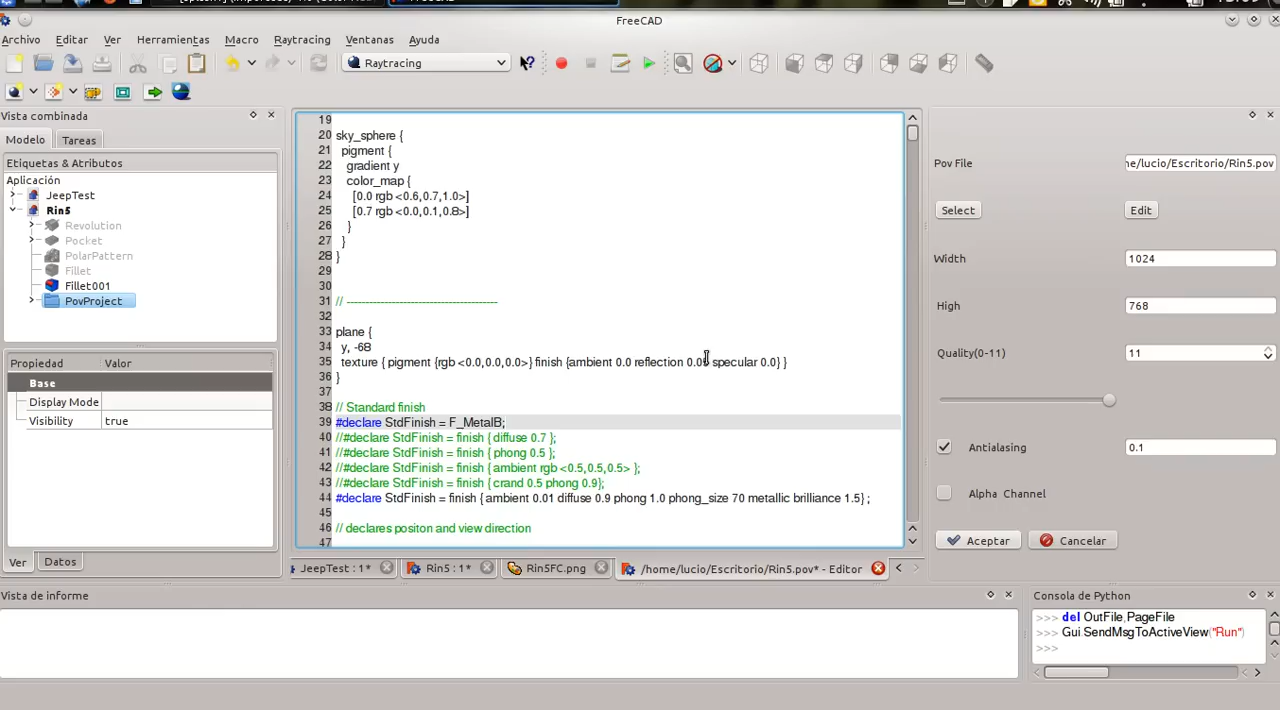 FreeCAD
Archivo Editar Ver Herramientas Macro Raytracing Ventanas Ayuda
Raytracing
Vista combinada
Modelo Tareas
Etiquetas & Atributos
Aplicación
JeepTest
Rin5
Revolution
Pocket
PolarPattern
Fillet
Fillet001
PovProject
Propiedad Valor
Base
Display Mode
Visibility true
Ver Datos
19
20 sky_sphere {
21 pigment {
22 gradient y
23 color_map {
24 [0.0 rgb <0.6,0.7,1.0>]
25 [0.7 rgb <0.0,0.1,0.8>]
26 }
27 }
28 }
29
30
31 // ----------------------------------------
32
33 plane {
34 y, -68
35 texture { pigment {rgb <0.0,0.0,0.0>} finish {ambient 0.0 reflection 0.05 specular 0.0} }
36 }
37
38 // Standard finish
39 #declare StdFinish = F_MetalB;
40 //#declare StdFinish = finish { diffuse 0.7 };
41 //#declare StdFinish = finish { phong 0.5 };
42 //#declare StdFinish = finish { ambient rgb <0.5,0.5,0.5> };
43 //#declare StdFinish = finish { crand 0.5 phong 0.9};
44 #declare StdFinish = finish { ambient 0.01 diffuse 0.9 phong 1.0 phong_size 70 metallic brilliance 1.5} ;
45
46 // declares positon and view direction
47
JeepTest : 1* Rin5 : 1* Rin5FC.png /home/lucio/Escritorio/Rin5.pov* - Editor
Pov File ne/lucio/Escritorio/Rin5.pov
Select Edit
Width 1024
High 768
Quality(0-11) 11
Antialasing 0.1
Alpha Channel
Aceptar Cancelar
Vista de informe
Consola de Python
>>> del OutFile,PageFile
>>> Gui.SendMsgToActiveView("Run")
>>>